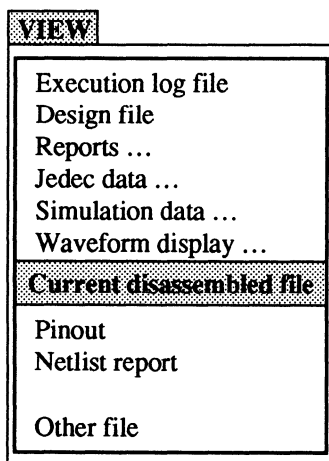 VIEW
Execution log file
Design file
Reports ...
Jedec data ...
Simulation data ...
Waveform display ...
Current disassembled file
Pinout
Netlist report
Other file